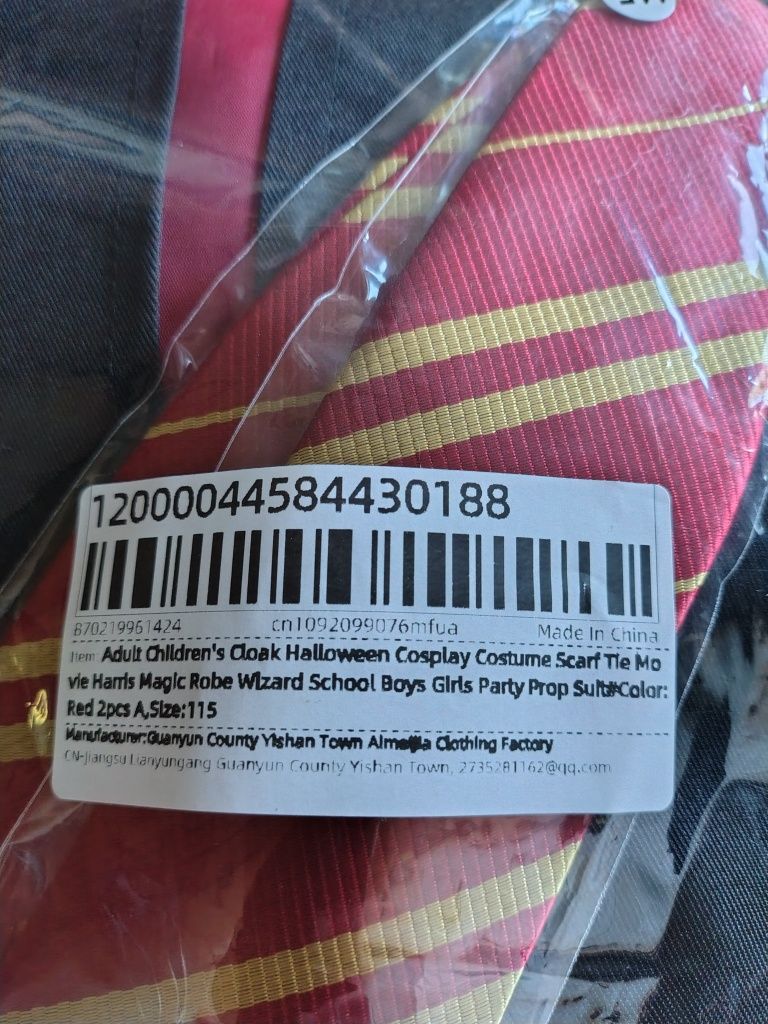 12000044584430188
870219961424 cn1092099076mfua Made In China
Item: Adult Children's Cloak Halloween Cosplay Costume Scarf Tie Mo
vie Harris Magic Robe Wizard School Boys Girls Party Prop Suit#Color:
Red 2pcs A,Size:115
Manufacturer:Guanyun County Yishan Town Clothing Factory
CN-Jiangsu Lianyungang Guanyun County Yishan Town, 2735281162@qq.com